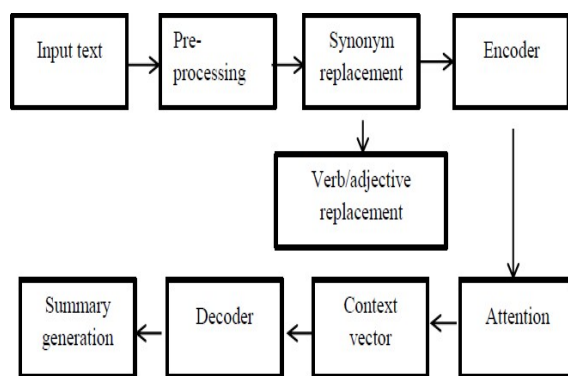 Input text
Pre-
processing
Synonym
replacement
Encoder
Verb/adjective
replacement
Summary
generation
Decoder
Context
vector
Attention